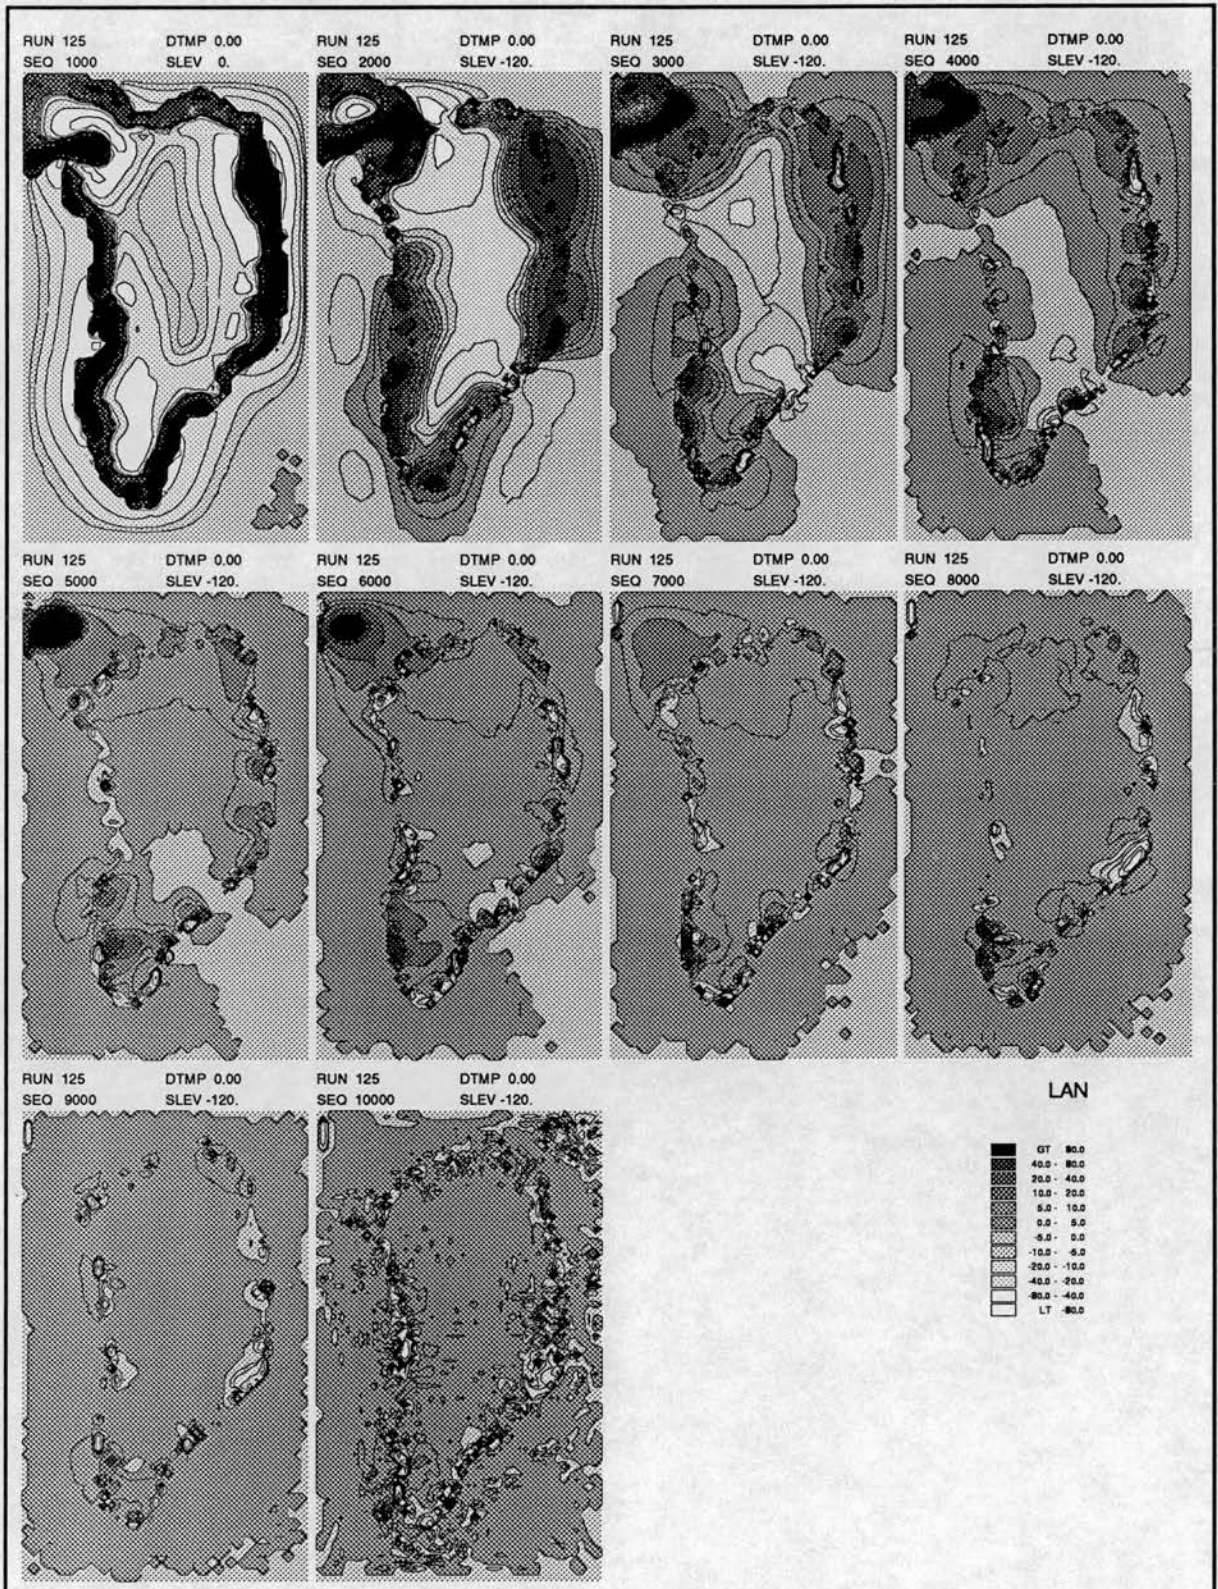 RUN 125 DTMP 0.00
SEQ 1000 SLEV 0.
RUN 125 DTMP 0.00
SEQ 2000 SLEV -120.
RUN 125 DTMP 0.00
SEQ 3000 SLEV -120.
RUN 125 DTMP 0.00
SEQ 4000 SLEV -120.
RUN 125 DTMP 0.00
SEQ 5000 SLEV -120.
RUN 125 DTMP 0.00
SEQ 6000 SLEV -120.
RUN 125 DTMP 0.00
SEQ 7000 SLEV -120.
RUN 125 DTMP 0.00
SEQ 8000 SLEV -120.
RUN 125 DTMP 0.00
SEQ 9000 SLEV -120.
RUN 125 DTMP 0.00
SEQ 10000 SLEV -120.
LAN
GT 80.0
40.0 - 80.0
20.0 - 40.0
10.0 - 20.0
5.0 - 10.0
0.0 - 5.0
-5.0 - 0.0
-10.0 - -5.0
-20.0 - -10.0
-40.0 - -20.0
-80.0 - -40.0
LT -80.0